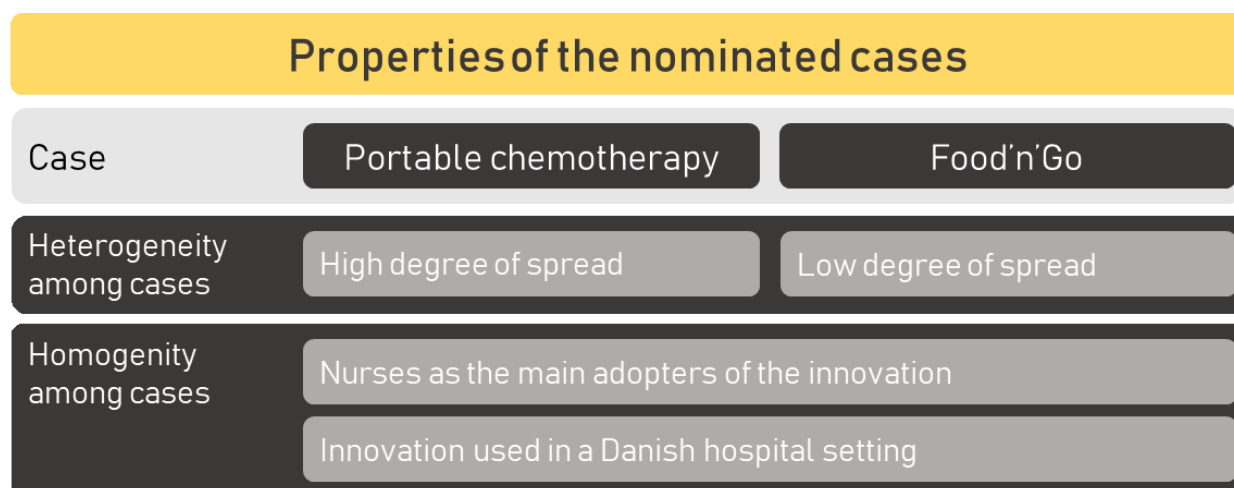 Properties of the nominated cases
Case
Portable chemotherapy
Food'n'Go
Heterogeneity
among cases
High degree of spread
Low degree of spread
Homogenity
among cases
Nurses as the main adopters of the innovation
Innovation used in a Danish hospital setting